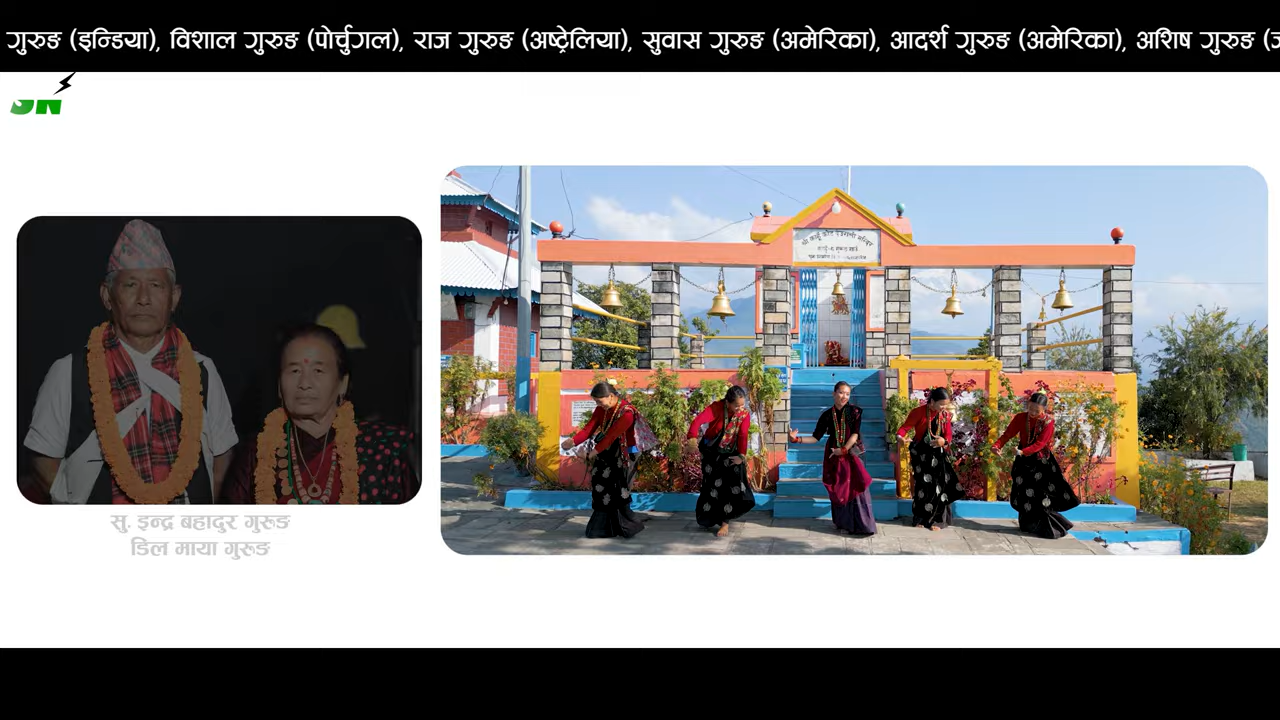 गुरुङ (इन्डिया), विशाल गुरुङ (पोर्चुगल), राज गुरुङ (अष्ट्रेलिया), सुवास गुरुङ (अमेरिका), आदर्श गुरुङ (अमेरिका), अशिष गुरुङ
सु. इन्द्र बहादुर गुरूङ
डिल माया गुरूङ